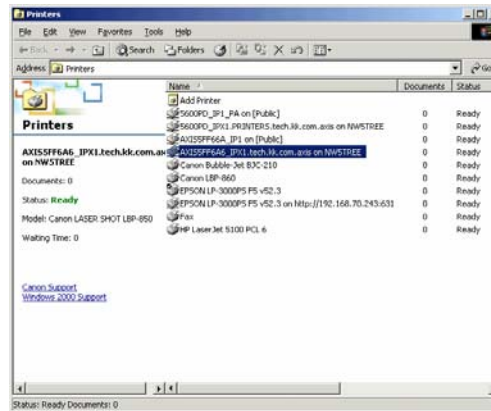 Printers
File Edit View Favorites Tools Help
Back Search Folders
Address Printers Go
Name Documents Status
Add Printer
5600PD_IP1_PA on [Public] 0 Ready
5600PD_IPX1.PRINTERS.tech.kk.com.axis on NW5TREE 0 Ready
AXIS5FF66A_IP1 on [Public] 0 Ready
AXIS5FF6A6_IPX1.tech.kk.com.axis on NW5TREE 0 Ready
Canon Bubble-Jet BJC-210 0 Ready
Canon LBP-860 0 Ready
EPSON LP-3000PS F5 v52.3 0 Ready
EPSON LP-3000PS F5 v52.3 on http://192.168.70.243:631 0 Ready
Fax 0 Ready
HP LaserJet 5100 PCL 6 0 Ready
Printers
AXIS5FF6A6_IPX1.tech.kk.com.ax
on NW5TREE
Documents: 0
Status: Ready
Model: Canon LASER SHOT LBP-850
Waiting Time: 0
Canon Support
Windows 2000 Support
Status: Ready Documents: 0